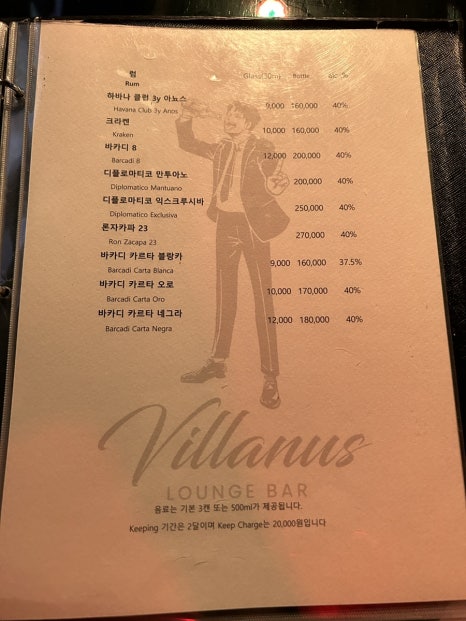 럼 Glass(30ml) Bottle alc. %
Rum
하바나 클럽 3y 아뇨스 9,000 160,000 40%
Havana Club 3y Anos
크라켄 10,000 160,000 40%
Kraken
바카디 8 12,000 200,000 40%
Barcadi 8
디플로마티코 만투아노 200,000 40%
Diplomatico Mantuano
디플로마티코 익스크루시바 250,000 40%
Diplomatico Exclusiva
론자카파 23 270,000 40%
Ron Zacapa 23
바카디 카르타 블랑카 9,000 160,000 37.5%
Barcadi Carta Blanca
바카디 카르타 오로 10,000 170,000 40%
Barcadi Carta Oro
바카디 카르타 네그라 12,000 180,000 40%
Barcadi Carta Negra
Villanus
LOUNGE BAR
음료는 기본 3캔 또는 500ml가 제공됩니다.
Keeping 기간은 2달이며 Keep Charge는 20,000원입니다